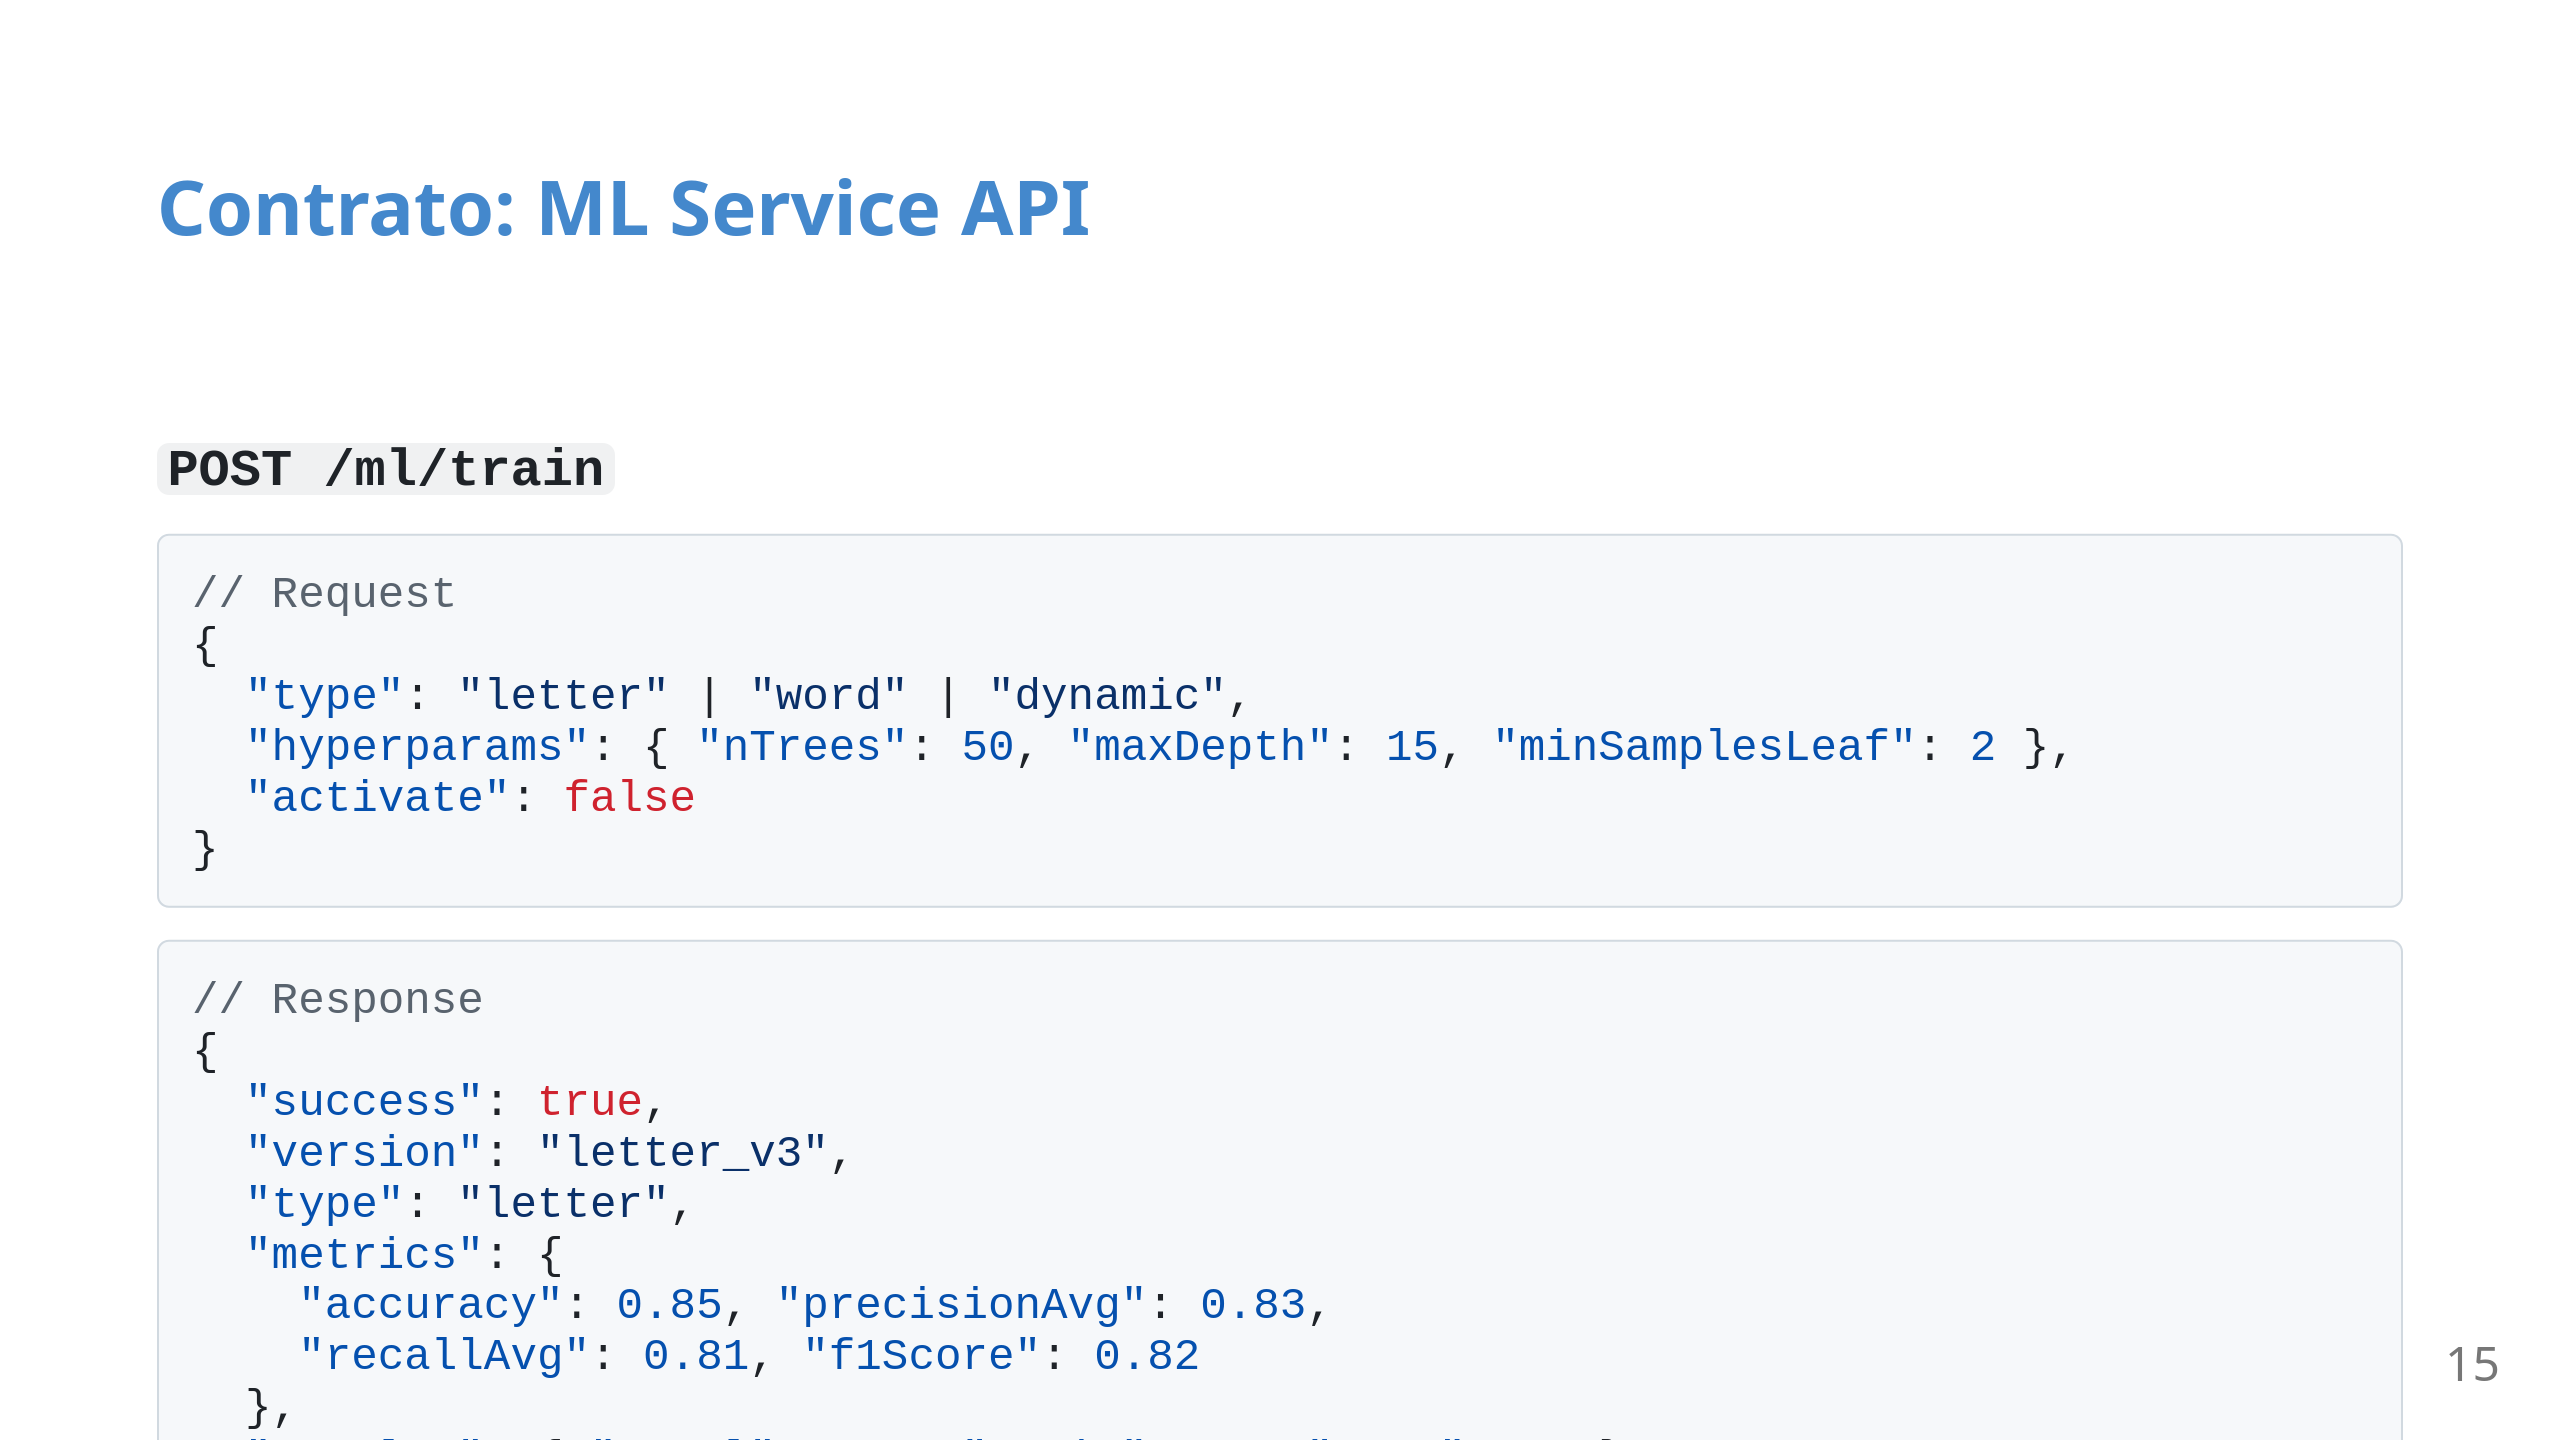 Contrato: ML Service API
POST /ml/train
// Request
{
  "type": "letter" | "word" | "dynamic",
  "hyperparams": { "nTrees": 50, "maxDepth": 15, "minSamplesLeaf": 2 },
  "activate": false
}
// Response
{
  "success": true,
  "version": "letter_v3",
  "type": "letter",
  "metrics": {
    "accuracy": 0.85, "precisionAvg": 0.83,
    "recallAvg": 0.81, "f1Score": 0.82
  },
15